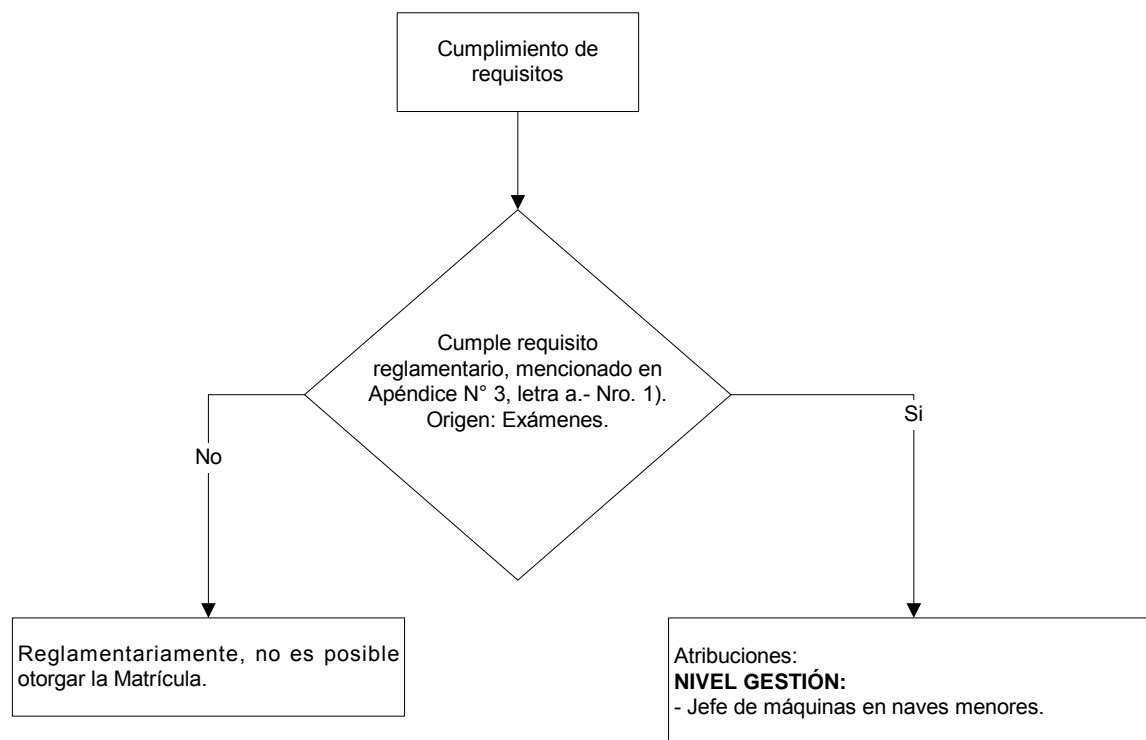 Cumplimiento de
requisitos
Cumple requisito
reglamentario, mencionado en
Apéndice N° 3, letra a.- Nro. 1).
Origen: Exámenes.
No
Si
Reglamentariamente, no es posible
otorgar la Matrícula.
Atribuciones:
NIVEL GESTIÓN:
- Jefe de máquinas en naves menores.